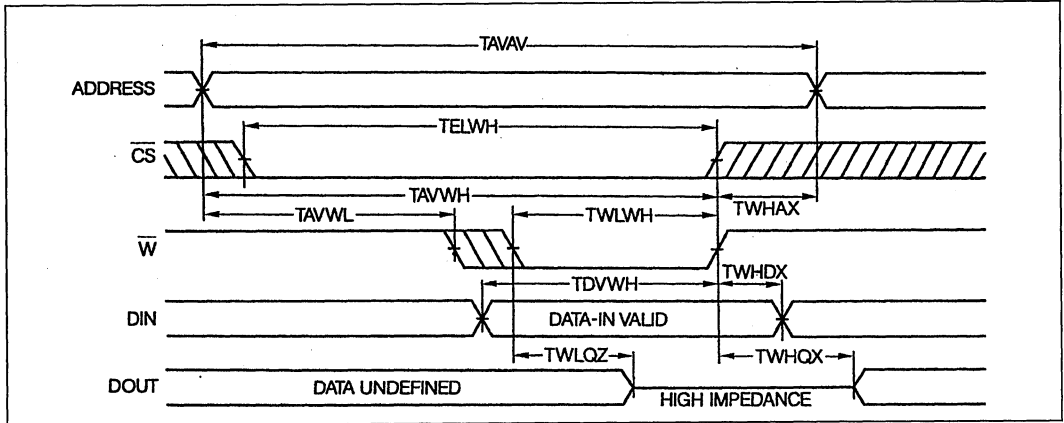 TAVAV
ADDRESS
TELWH
CS
TAVWH
TWHAX
TAVWL
TWLWH
W
TWHDX
TDVWH
DIN
DATA-IN VALID
TWLQZ
TWHQX
DOUT
DATA UNDEFINED
HIGH IMPEDANCE